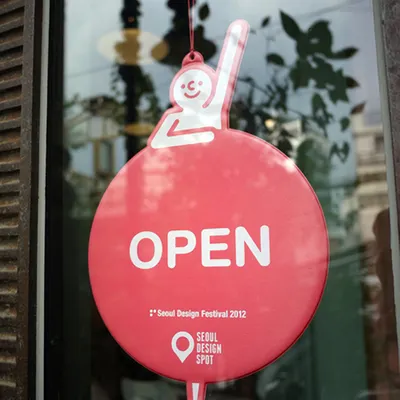 OPEN
Seoul Design Festival 2012
SEOUL
DESIGN
SPOT